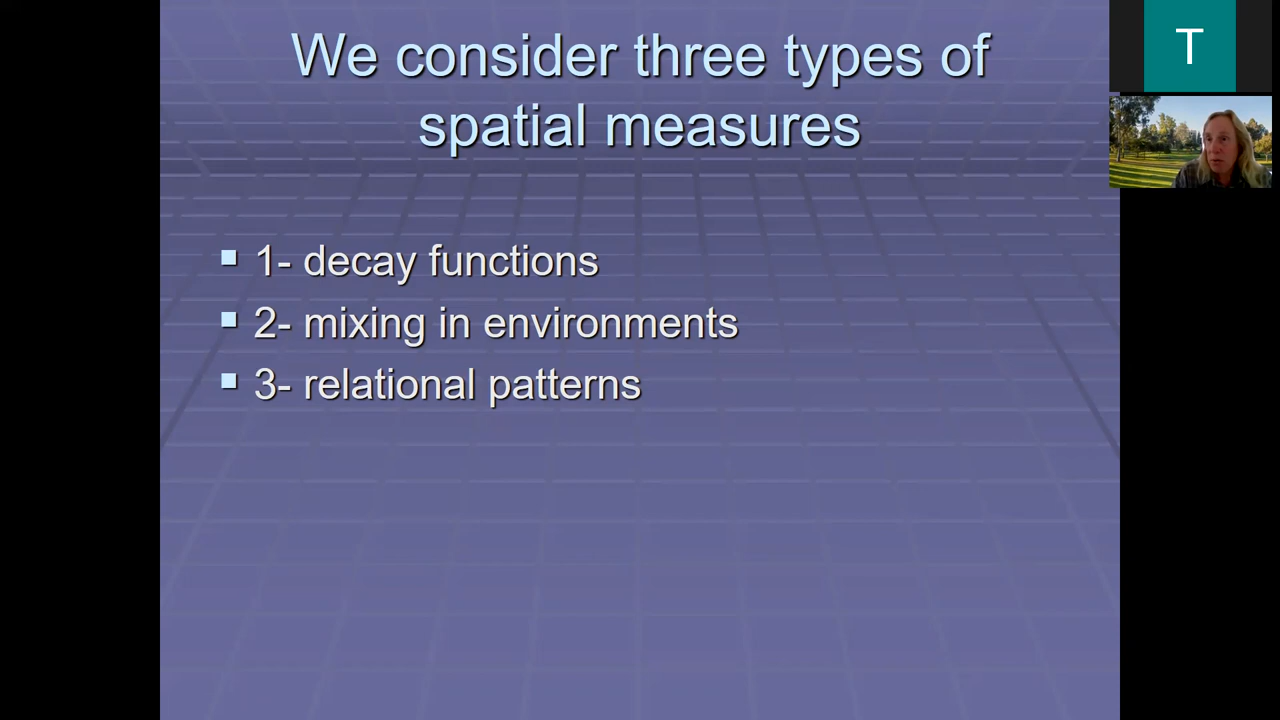 We consider three types of
spatial measures
1- decay functions
2- mixing in environments
3- relational patterns
T